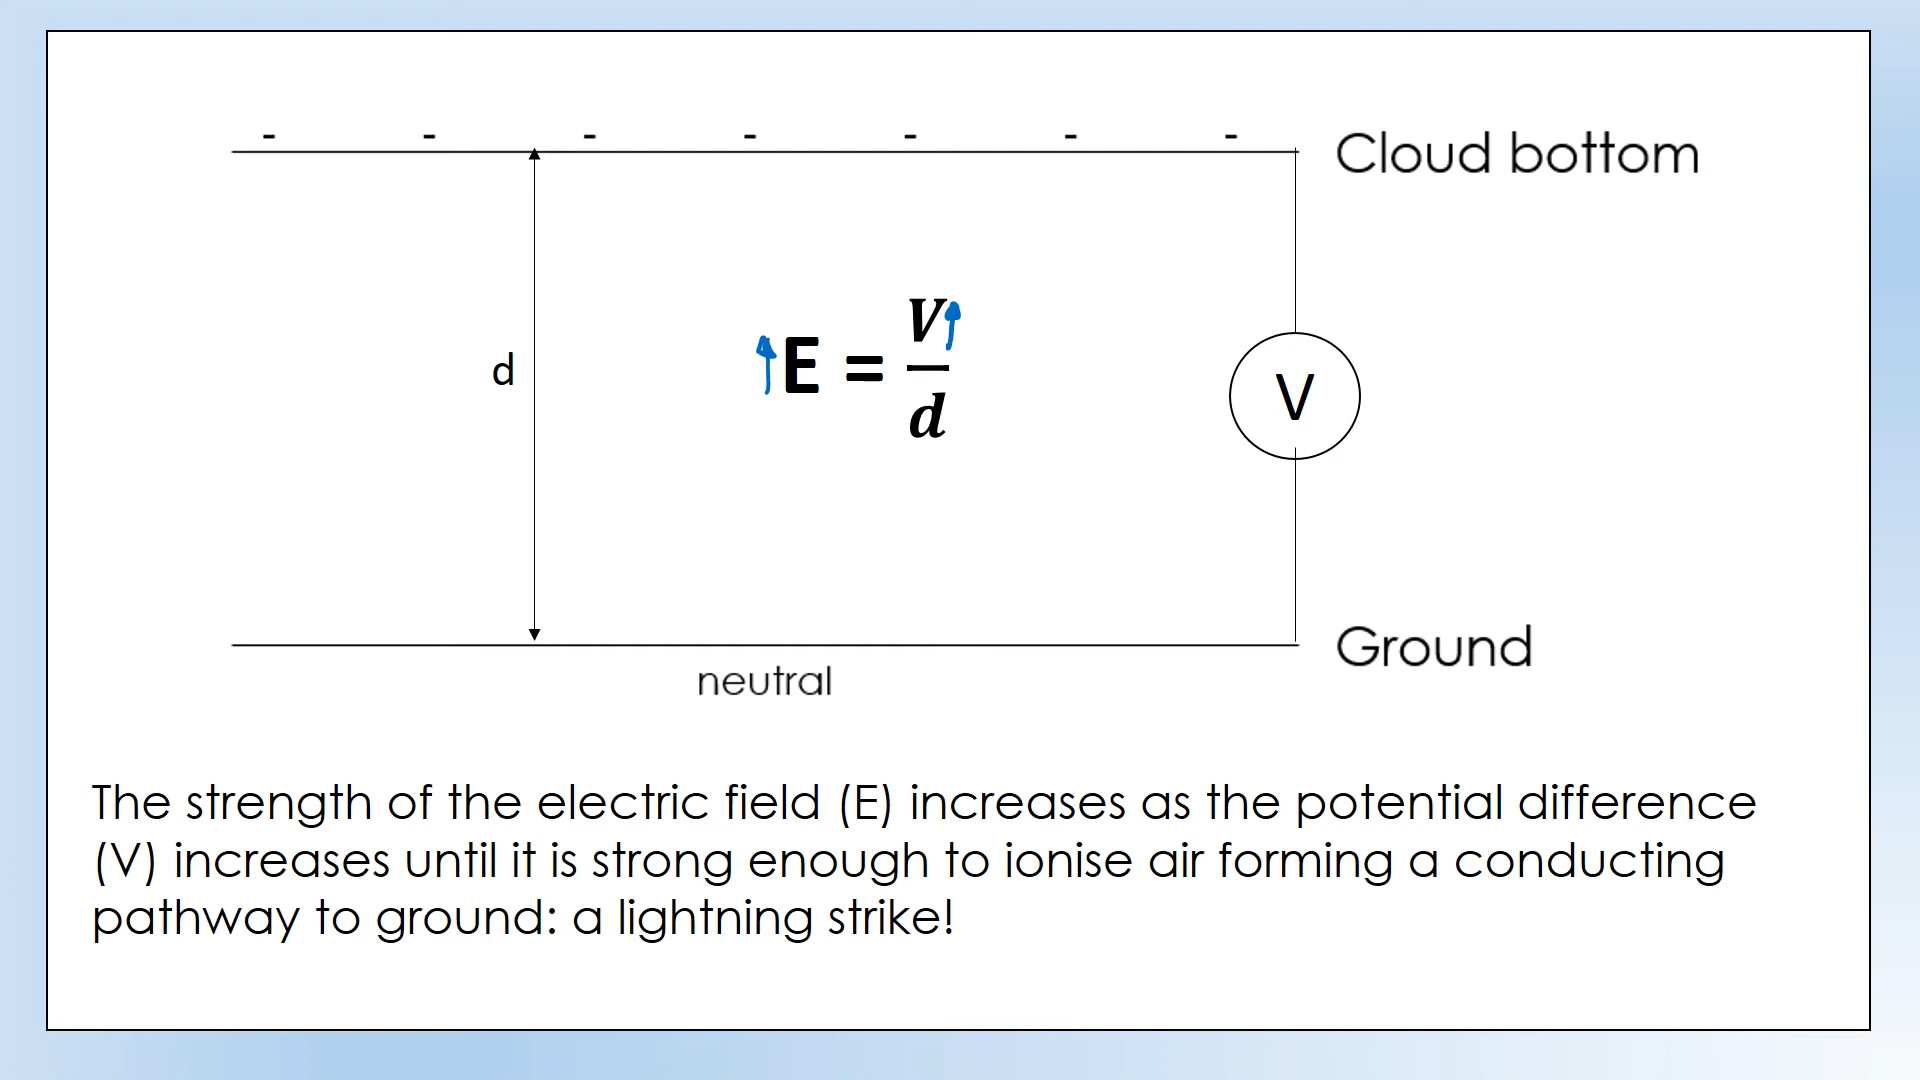 - - - - - - -
Cloud bottom
d
↑E = V↑/d
V
Ground
neutral
The strength of the electric field (E) increases as the potential difference
(V) increases until it is strong enough to ionise air forming a conducting
pathway to ground: a lightning strike!